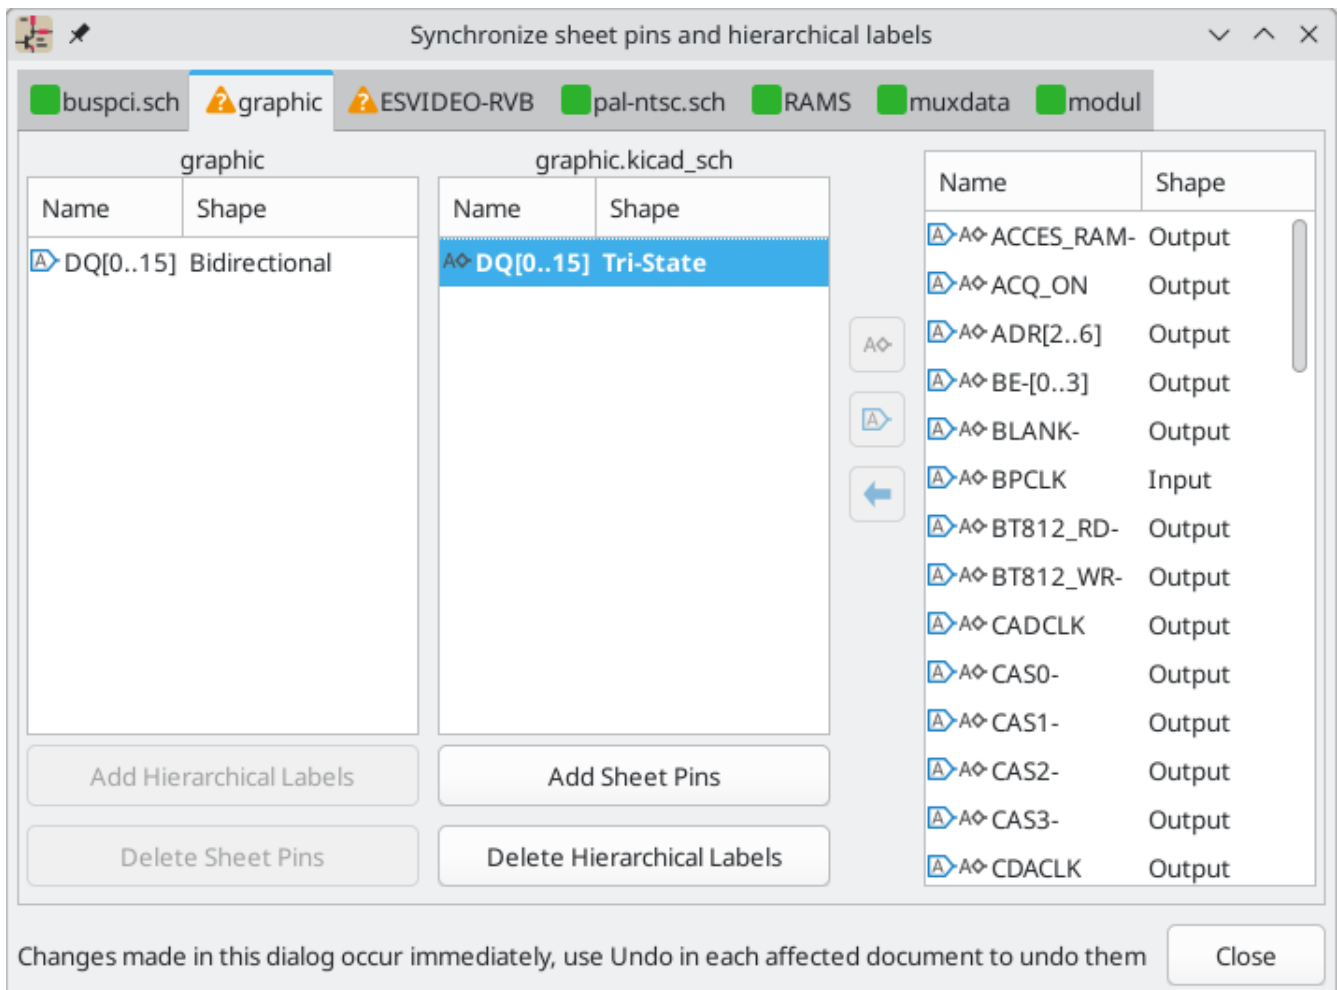 Synchronize sheet pins and hierarchical labels
buspci.sch graphic ESVIDEO-RVB pal-ntsc.sch RAMS muxdata modul
graphic
Name Shape
DQ[0..15] Bidirectional
Add Hierarchical Labels
Delete Sheet Pins
graphic.kicad_sch
Name Shape
DQ[0..15] Tri-State
Add Sheet Pins
Delete Hierarchical Labels
Name Shape
ACCES_RAM- Output
ACQ_ON Output
ADR[2..6] Output
BE-[0..3] Output
BLANK- Output
BPCLK Input
BT812_RD- Output
BT812_WR- Output
CADCLK Output
CAS0- Output
CAS1- Output
CAS2- Output
CAS3- Output
CDACLK Output
Changes made in this dialog occur immediately, use Undo in each affected document to undo them
Close